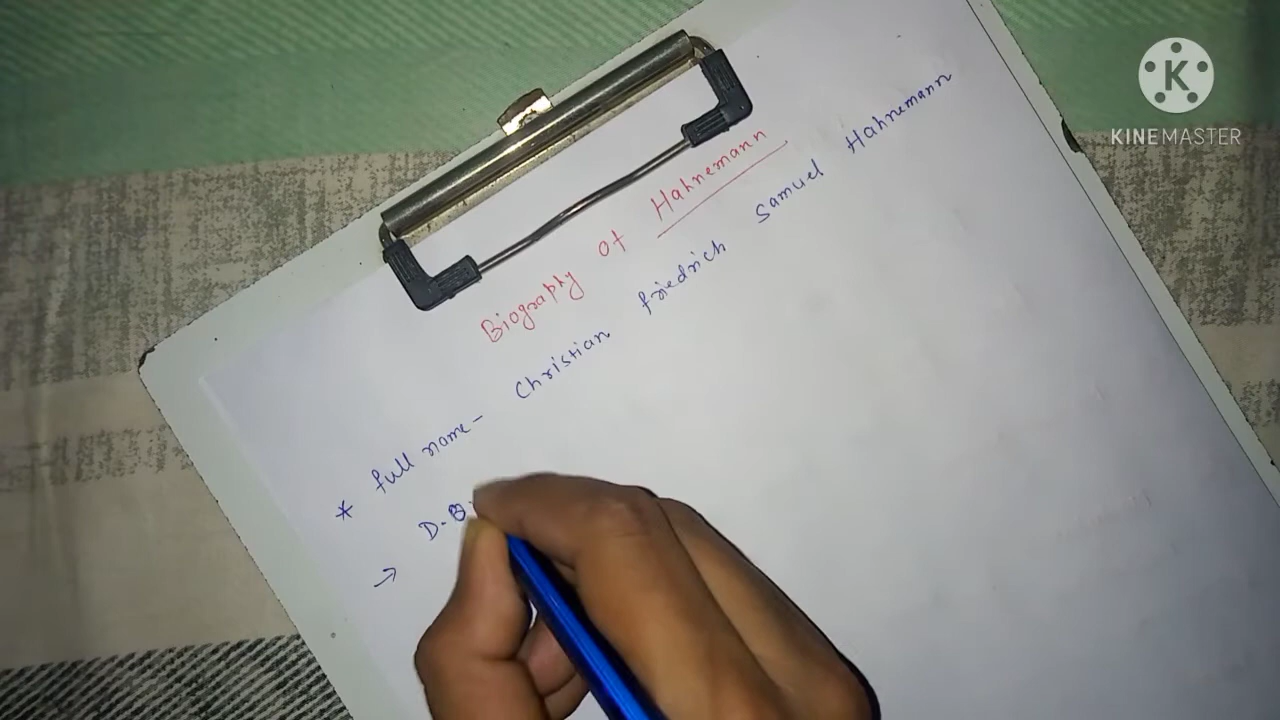 Biography of Hahnemann
* full name - Christian friedrich Samuel Hahnemann
→ D.O.
KINEMASTER